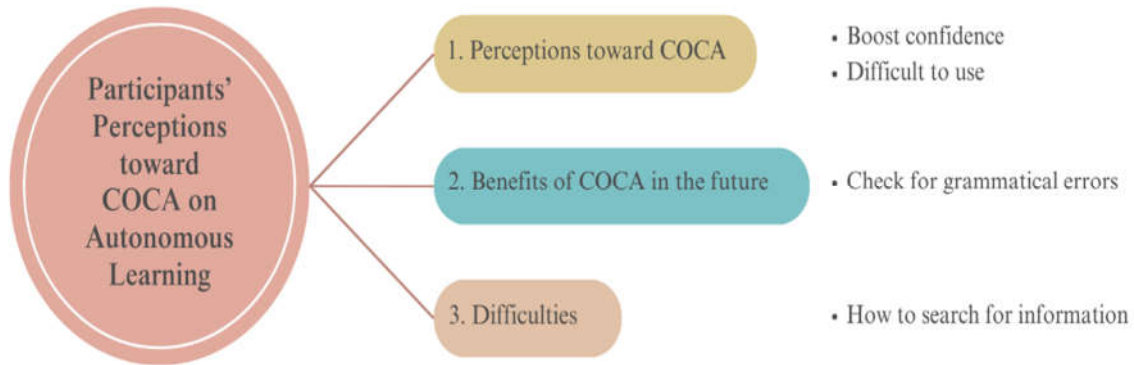 Participants'
Perceptions
toward
COCA on
Autonomous
Learning
1. Perceptions toward COCA
• Boost confidence
• Difficult to use
2. Benefits of COCA in the future
• Check for grammatical errors
3. Difficulties
• How to search for information